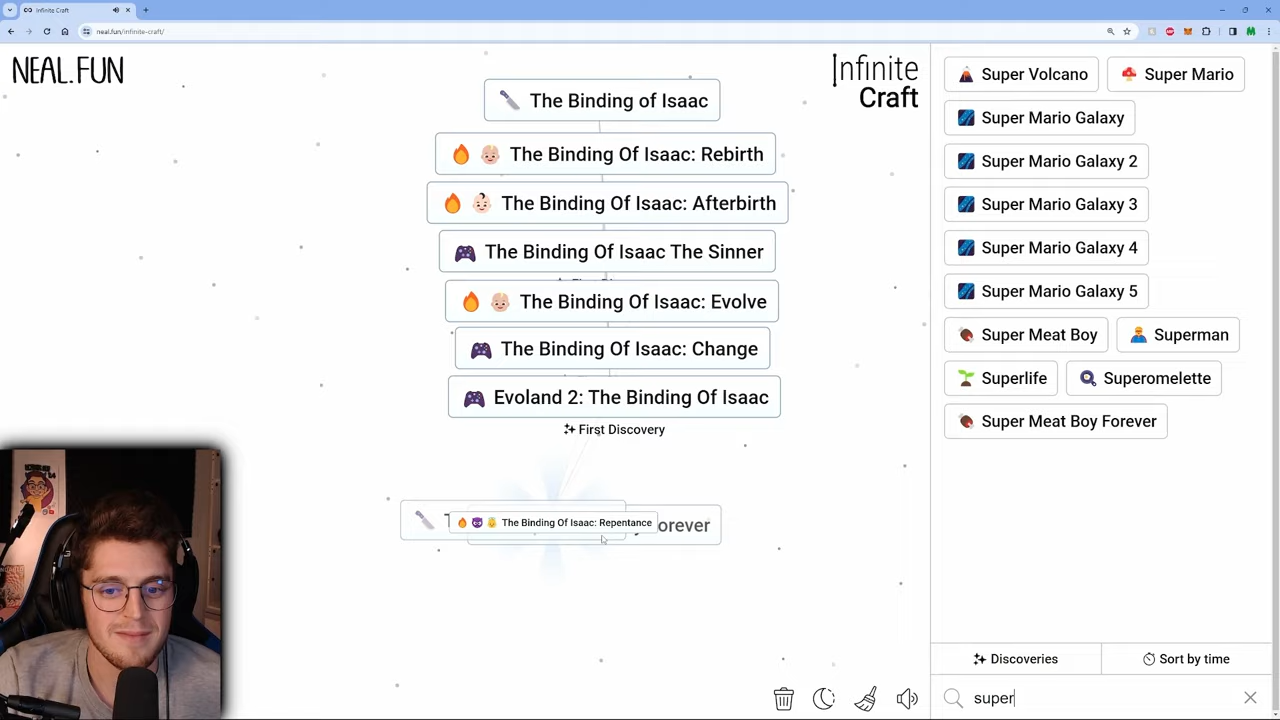 Infinite Craft
neal.fun/infinite-craft/
NEAL.FUN
Infinite
Craft
The Binding of Isaac
The Binding Of Isaac: Rebirth
The Binding Of Isaac: Afterbirth
The Binding Of Isaac The Sinner
The Binding Of Isaac: Evolve
The Binding Of Isaac: Change
Evoland 2: The Binding Of Isaac
First Discovery
The Binding Of Isaac: Repentance
orever
Super Volcano
Super Mario
Super Mario Galaxy
Super Mario Galaxy 2
Super Mario Galaxy 3
Super Mario Galaxy 4
Super Mario Galaxy 5
Super Meat Boy
Superman
Superlife
Superomelette
Super Meat Boy Forever
Discoveries
Sort by time
super